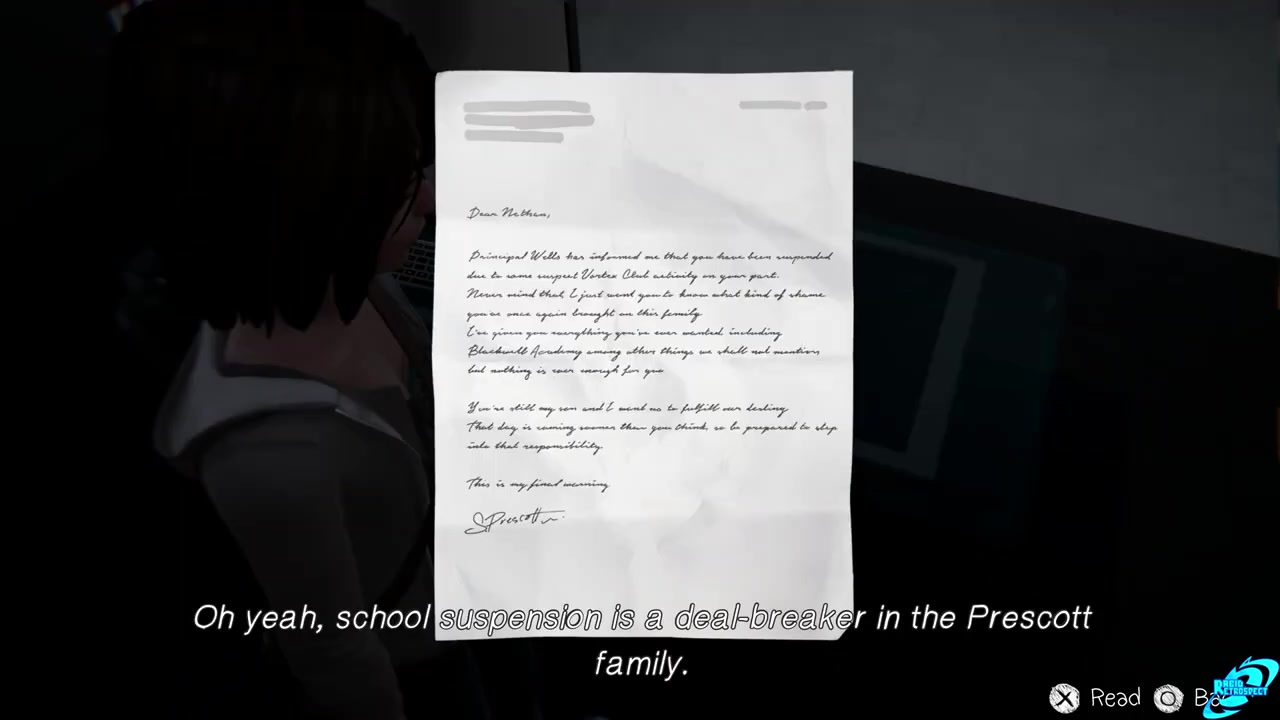 Dear Nathan,
Principal Wells has informed me that you have been suspended
due to some suspect Vortex Club activity on your part.
Never mind that, I just want you to know what kind of shame
you've once again brought on this family.
I've given you everything you've ever wanted, including
Blackwell Academy among other things we shall not mention,
but nothing is ever enough for you
You're still my son and I want us to fulfill our destiny
That day is coming sooner than you think, so be prepared to step
into that responsibility.
This is my final warning
SPrescott
Oh yeah, school suspension is a deal-breaker in the Prescott
family.
Read
RAPID
RETROSPECT